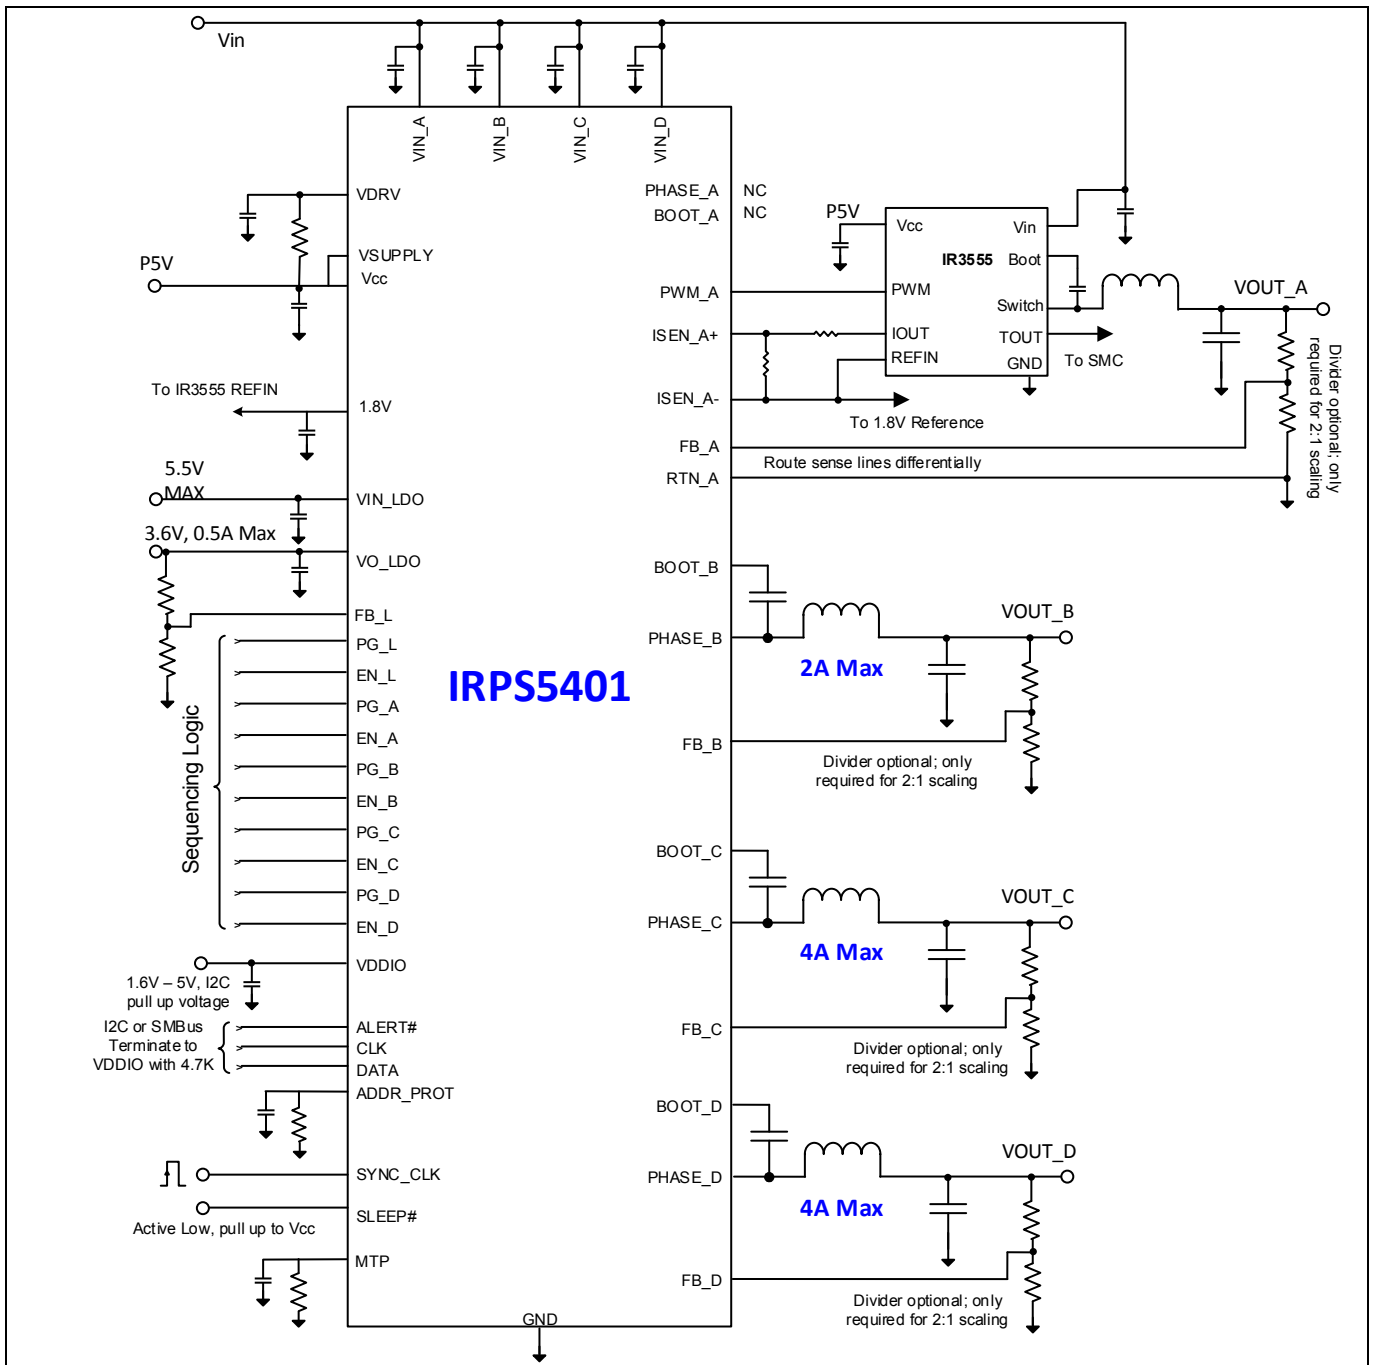 Vin
VIN_A
VIN_B
VIN_C
VIN_D
VDRV
VSUPPLY
Vcc
P5V
To IR3555 REFIN
1.8V
5.5V
MAX
VIN_LDO
3.6V, 0.5A Max
VO_LDO
FB_L
PG_L
EN_L
PG_A
EN_A
PG_B
EN_B
PG_C
EN_C
PG_D
EN_D
Sequencing Logic
VDDIO
1.6V – 5V, I2C
pull up voltage
I2C or SMBus
Terminate to
VDDIO with 4.7K
ALERT#
CLK
DATA
ADDR_PROT
SYNC_CLK
SLEEP#
Active Low, pull up to Vcc
MTP
GND
IRPS5401
PHASE_A NC
BOOT_A NC
PWM_A
ISEN_A+
ISEN_A-
FB_A
RTN_A
P5V
Vcc
Vin
IR3555
Boot
PWM
Switch
IOUT
TOUT
REFIN
GND
To SMC
To 1.8V Reference
Route sense lines differentially
VOUT_A
Divider optional; only
required for 2:1 scaling
BOOT_B
PHASE_B
VOUT_B
2A Max
FB_B
Divider optional; only
required for 2:1 scaling
BOOT_C
PHASE_C
VOUT_C
4A Max
FB_C
Divider optional; only
required for 2:1 scaling
BOOT_D
PHASE_D
VOUT_D
4A Max
FB_D
Divider optional; only
required for 2:1 scaling